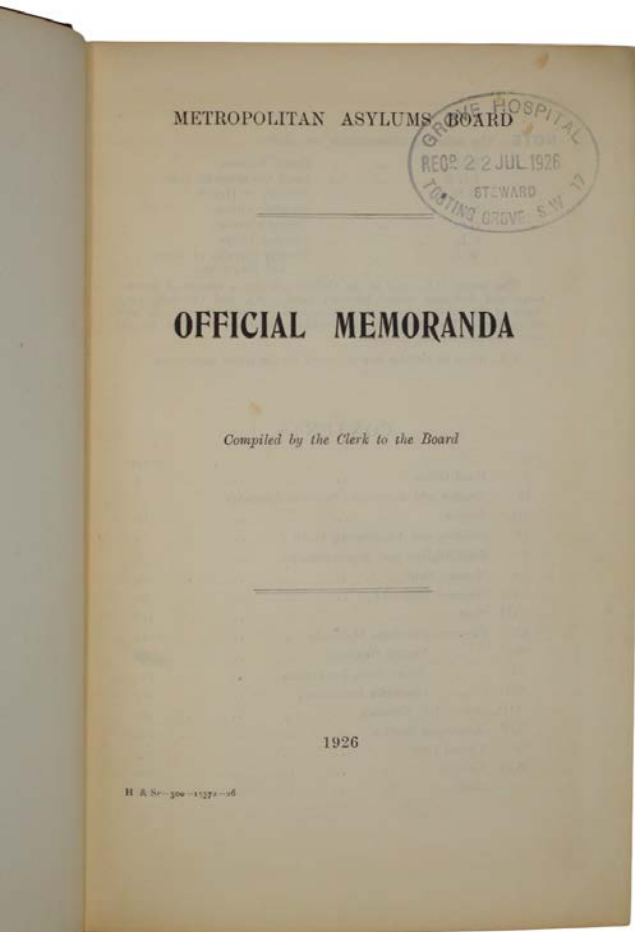 METROPOLITAN ASYLUMS BOARD
GROVE HOSPITAL
RECD 22 JUL 1926
STEWARD
TOOTING GROVE. S.W. 17
OFFICIAL MEMORANDA
Compiled by the Clerk to the Board
1926